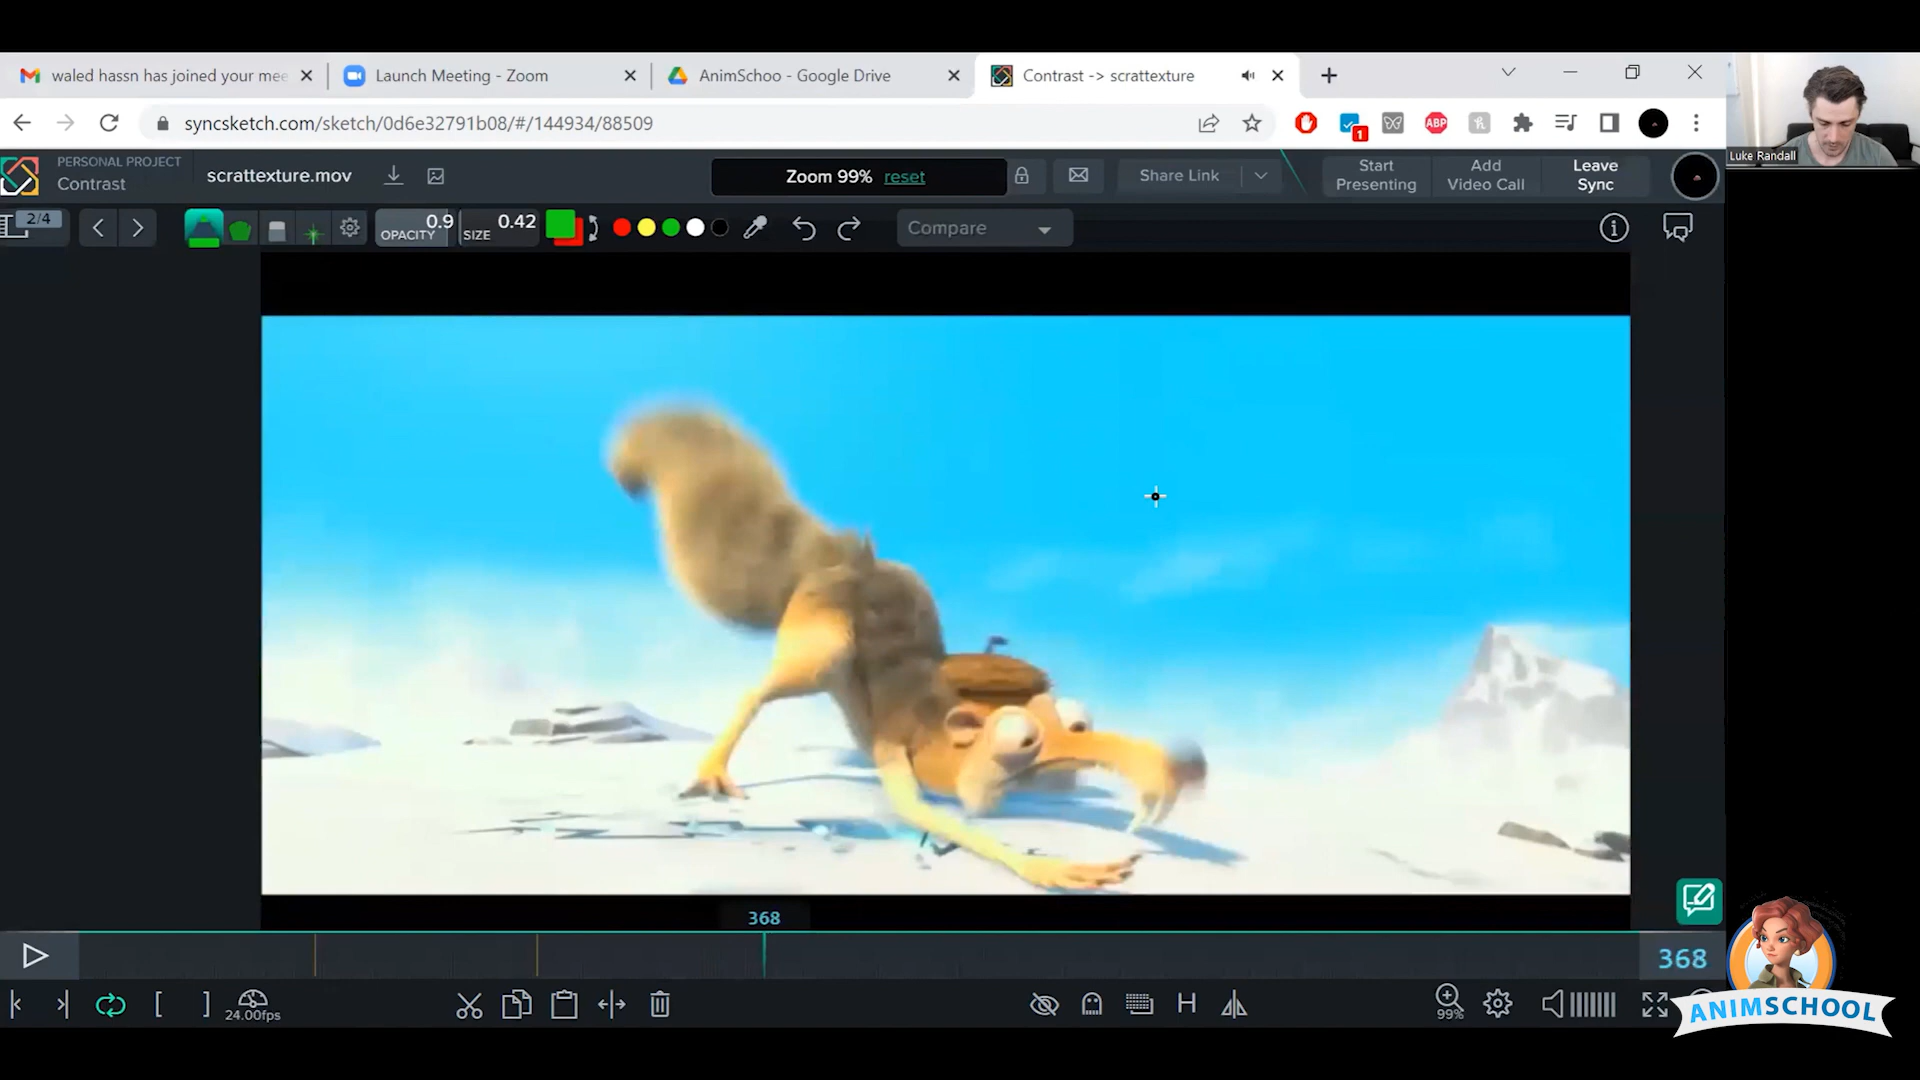 waled hassn has joined your mee
Launch Meeting - Zoom
AnimSchoo - Google Drive
Contrast -> scrattexture
syncsketch.com/sketch/0d6e32791b08/#/144934/88509
ABP
1
Luke Randall
PERSONAL PROJECT
Contrast
scrattexture.mov
Zoom 99% reset
Share Link
Start
Presenting
Add
Video Call
Leave
Sync
2/4
OPACITY 0.9
SIZE 0.42
Compare
368
368
24.00fps
H
99%
ANIMSCHOOL